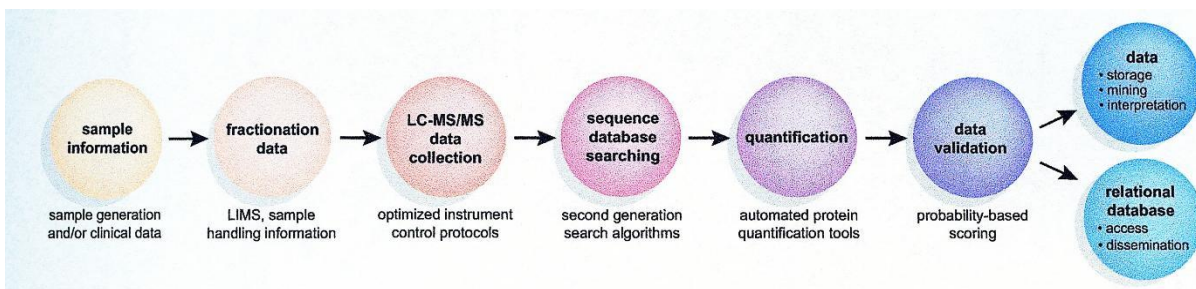 sample
information
sample generation
and/or clinical data
fractionation
data
LIMS, sample
handling information
LC-MS/MS
data
collection
optimized instrument
control protocols
sequence
database
searching
second generation
search algorithms
quantification
automated protein
quantification tools
data
validation
probability-based
scoring
data
• storage
• mining
• interpretation
relational
database
• access
• dissemination